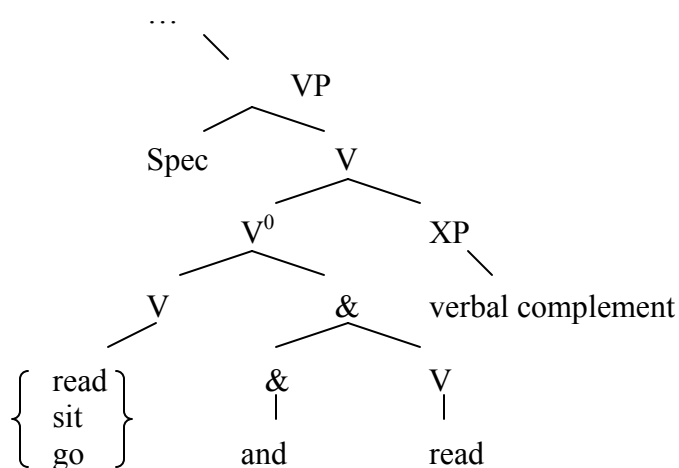 …
VP
Spec V
V⁰ XP
V & verbal complement
read & V
sit
go and read